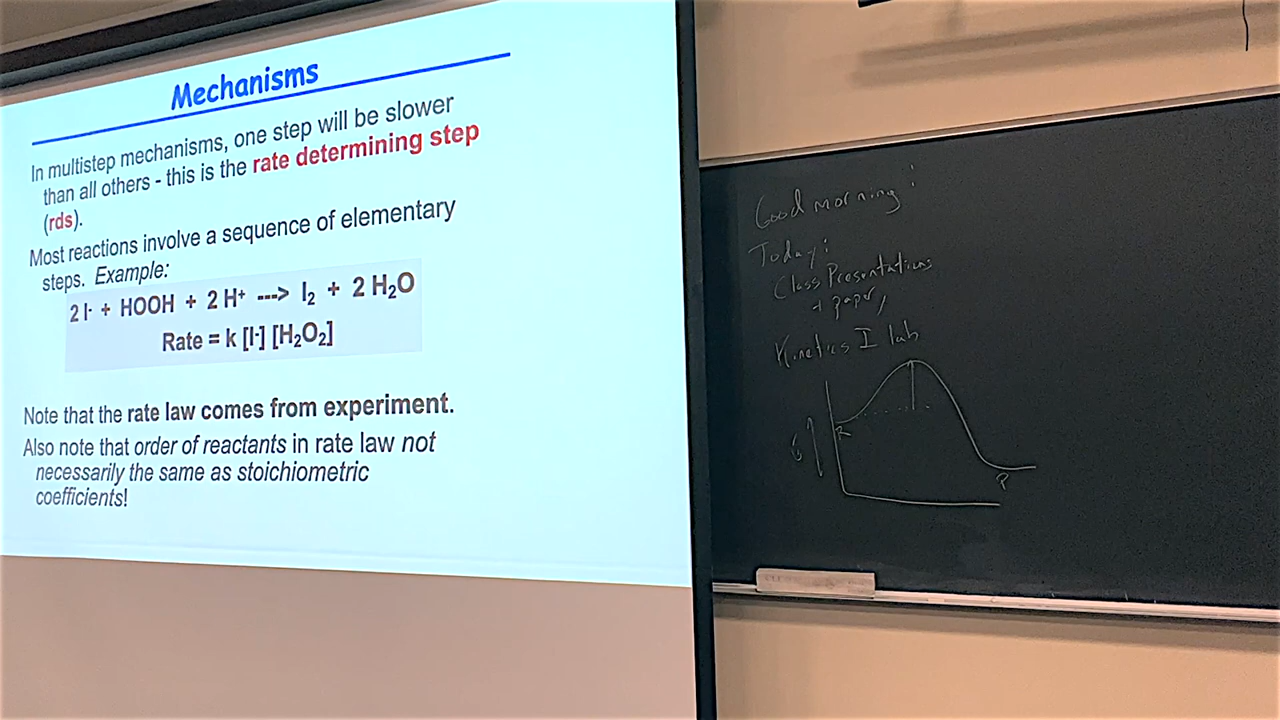 Mechanisms
In multistep mechanisms, one step will be slower
than all others - this is the rate determining step
(rds).
Most reactions involve a sequence of elementary
steps. Example:
2 I⁻ + HOOH + 2 H⁺ ---> I₂ + 2 H₂O
Rate = k [I⁻] [H₂O₂]
Note that the rate law comes from experiment.
Also note that order of reactants in rate law not
necessarily the same as stoichiometric
coefficients!
Good morning!
Today:
Class Presentations
+ paper,
Kinetics I lab
R
P